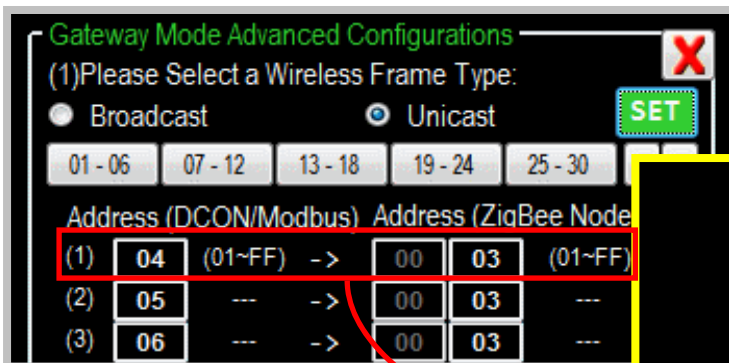 Gateway Mode Advanced Configurations
X
(1)Please Select a Wireless Frame Type:
Broadcast Unicast SET
01 - 06 07 - 12 13 - 18 19 - 24 25 - 30
Address (DCON/Modbus) Address (ZigBee Node
(1) 04 (01~FF) -> 00 03 (01~FF)
(2) 05 --- -> 00 03 ---
(3) 06 --- -> 00 03 ---